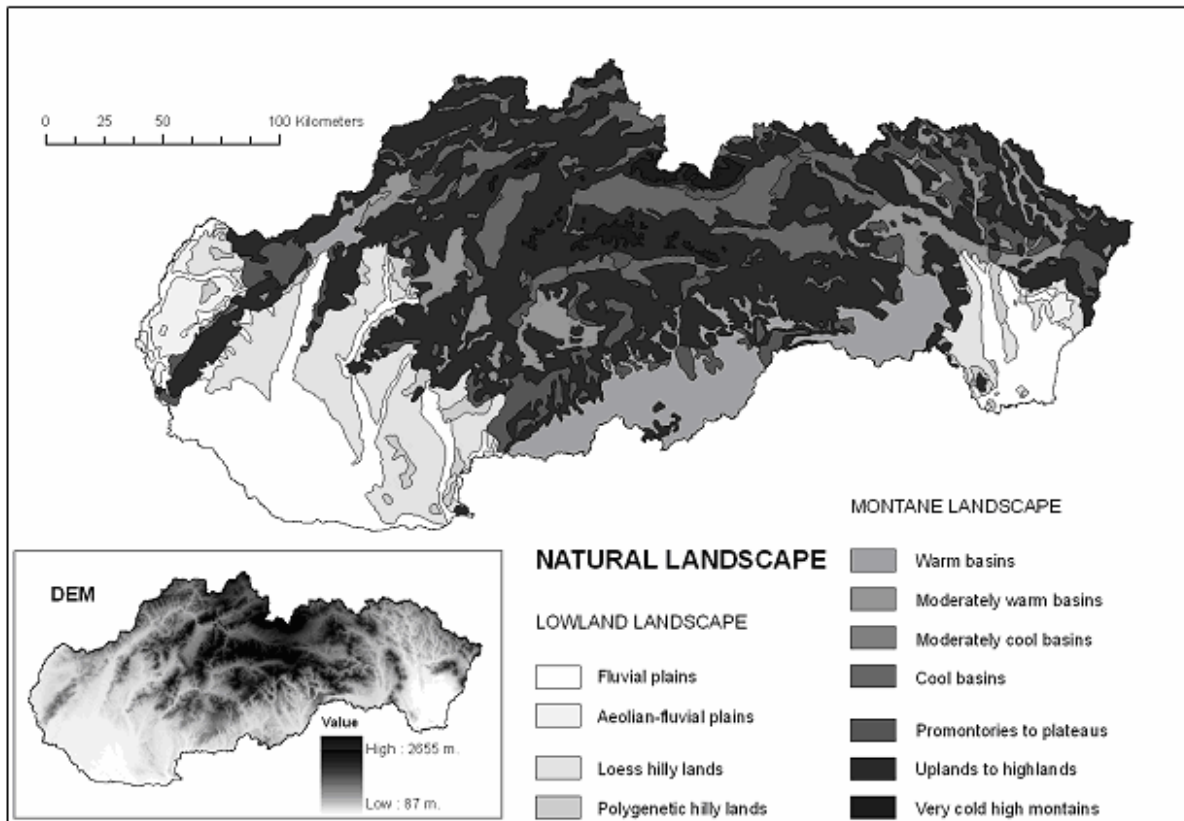 0 25 50 100 Kilometers
DEM
Value
High : 2655 m.
Low : 87 m.
NATURAL LANDSCAPE
LOWLAND LANDSCAPE
Fluvial plains
Aeolian-fluvial plains
Loess hilly lands
Polygenetic hilly lands
MONTANE LANDSCAPE
Warm basins
Moderately warm basins
Moderately cool basins
Cool basins
Promontories to plateaus
Uplands to highlands
Very cold high montains